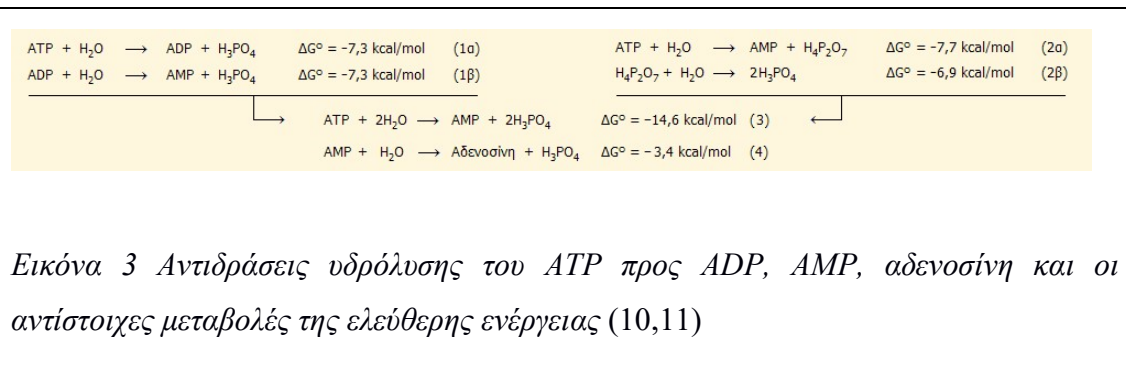 ATP + H₂O ⟶ ADP + H₃PO₄ ΔG° = -7,3 kcal/mol (1α)
ADP + H₂O ⟶ AMP + H₃PO₄ ΔG° = -7,3 kcal/mol (1β)
ATP + H₂O ⟶ AMP + H₄P₂O₇ ΔG° = -7,7 kcal/mol (2α)
H₄P₂O₇ + H₂O ⟶ 2H₃PO₄ ΔG° = -6,9 kcal/mol (2β)
ATP + 2H₂O ⟶ AMP + 2H₃PO₄ ΔG° = -14,6 kcal/mol (3)
AMP + H₂O ⟶ Αδενοσίνη + H₃PO₄ ΔG° = -3,4 kcal/mol (4)
Εικόνα 3 Αντιδράσεις υδρόλυσης του ATP προς ADP, AMP, αδενοσίνη και οι
αντίστοιχες μεταβολές της ελεύθερης ενέργειας (10,11)